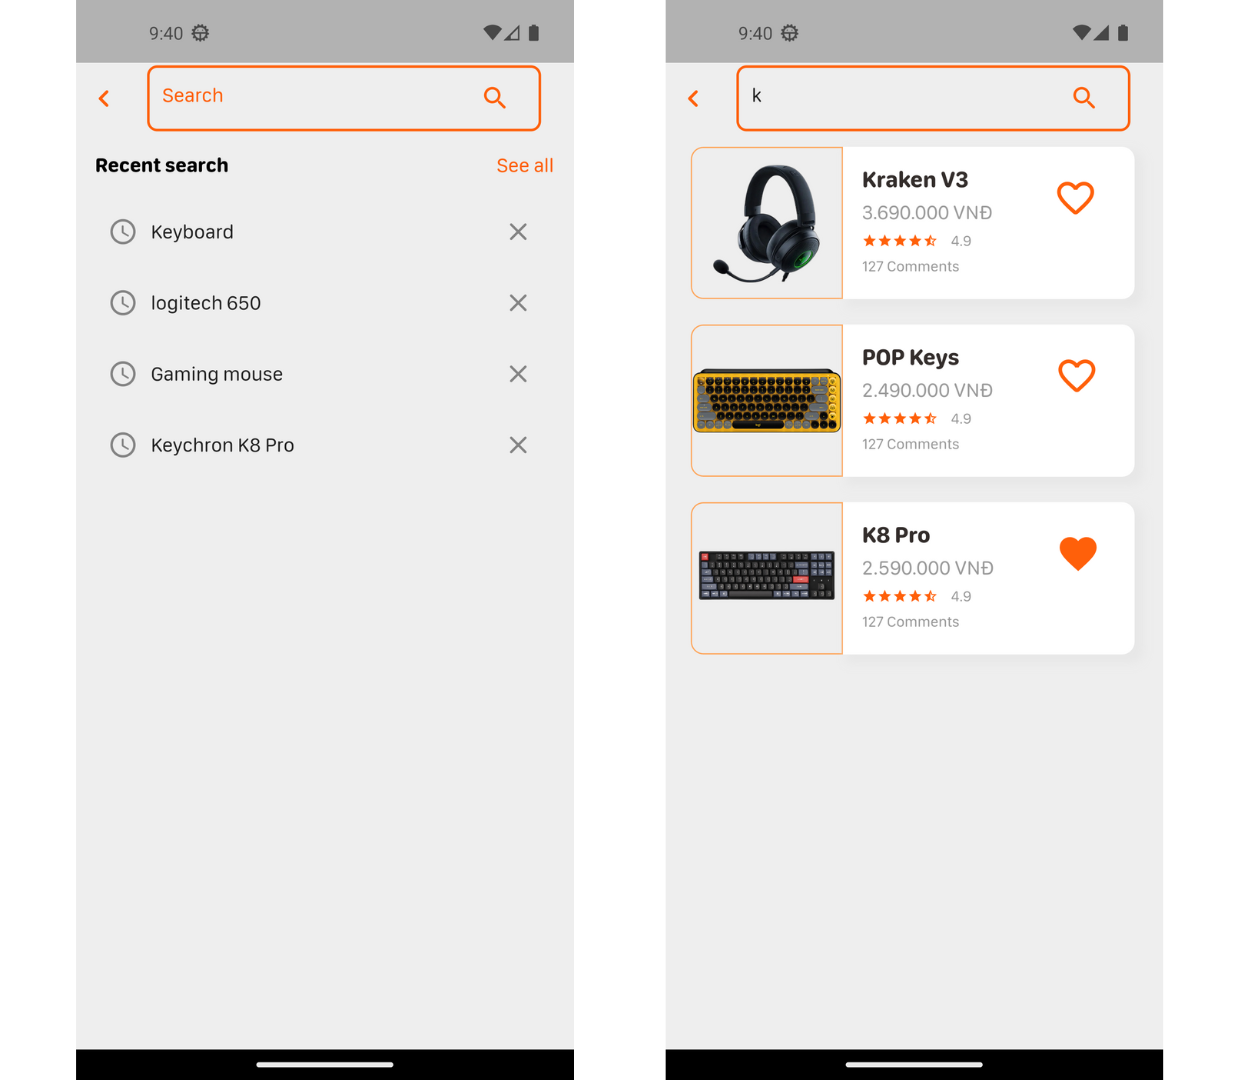 9:40
Search
Recent search
See all
Keyboard
logitech 650
Gaming mouse
Keychron K8 Pro
9:40
k
Kraken V3
3.690.000 VNĐ
4.9
127 Comments
POP Keys
2.490.000 VNĐ
4.9
127 Comments
K8 Pro
2.590.000 VNĐ
4.9
127 Comments